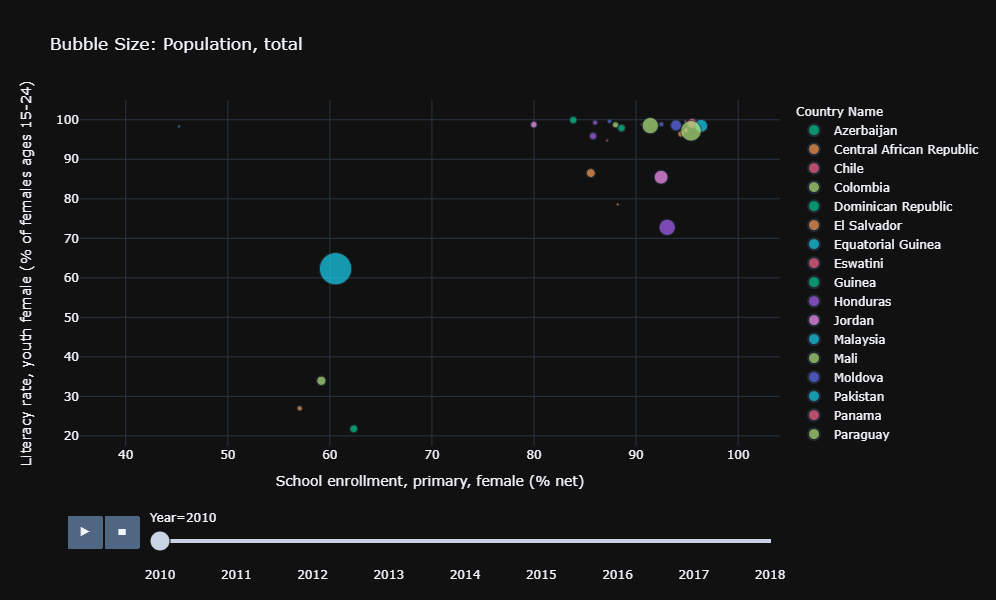 Bubble Size: Population, total
Literacy rate, youth female (% of females ages 15-24)
100
90
80
70
60
50
40
30
20
40 50 60 70 80 90 100
School enrollment, primary, female (% net)
Country Name
Azerbaijan
Central African Republic
Chile
Colombia
Dominican Republic
El Salvador
Equatorial Guinea
Eswatini
Guinea
Honduras
Jordan
Malaysia
Mali
Moldova
Pakistan
Panama
Paraguay
Year=2010
2010 2011 2012 2013 2014 2015 2016 2017 2018